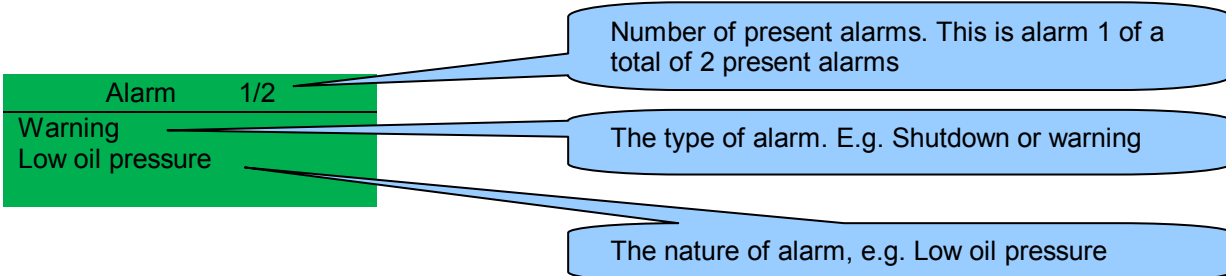 Number of present alarms. This is alarm 1 of a
total of 2 present alarms
Alarm 1/2
Warning
Low oil pressure
The type of alarm. E.g. Shutdown or warning
The nature of alarm, e.g. Low oil pressure